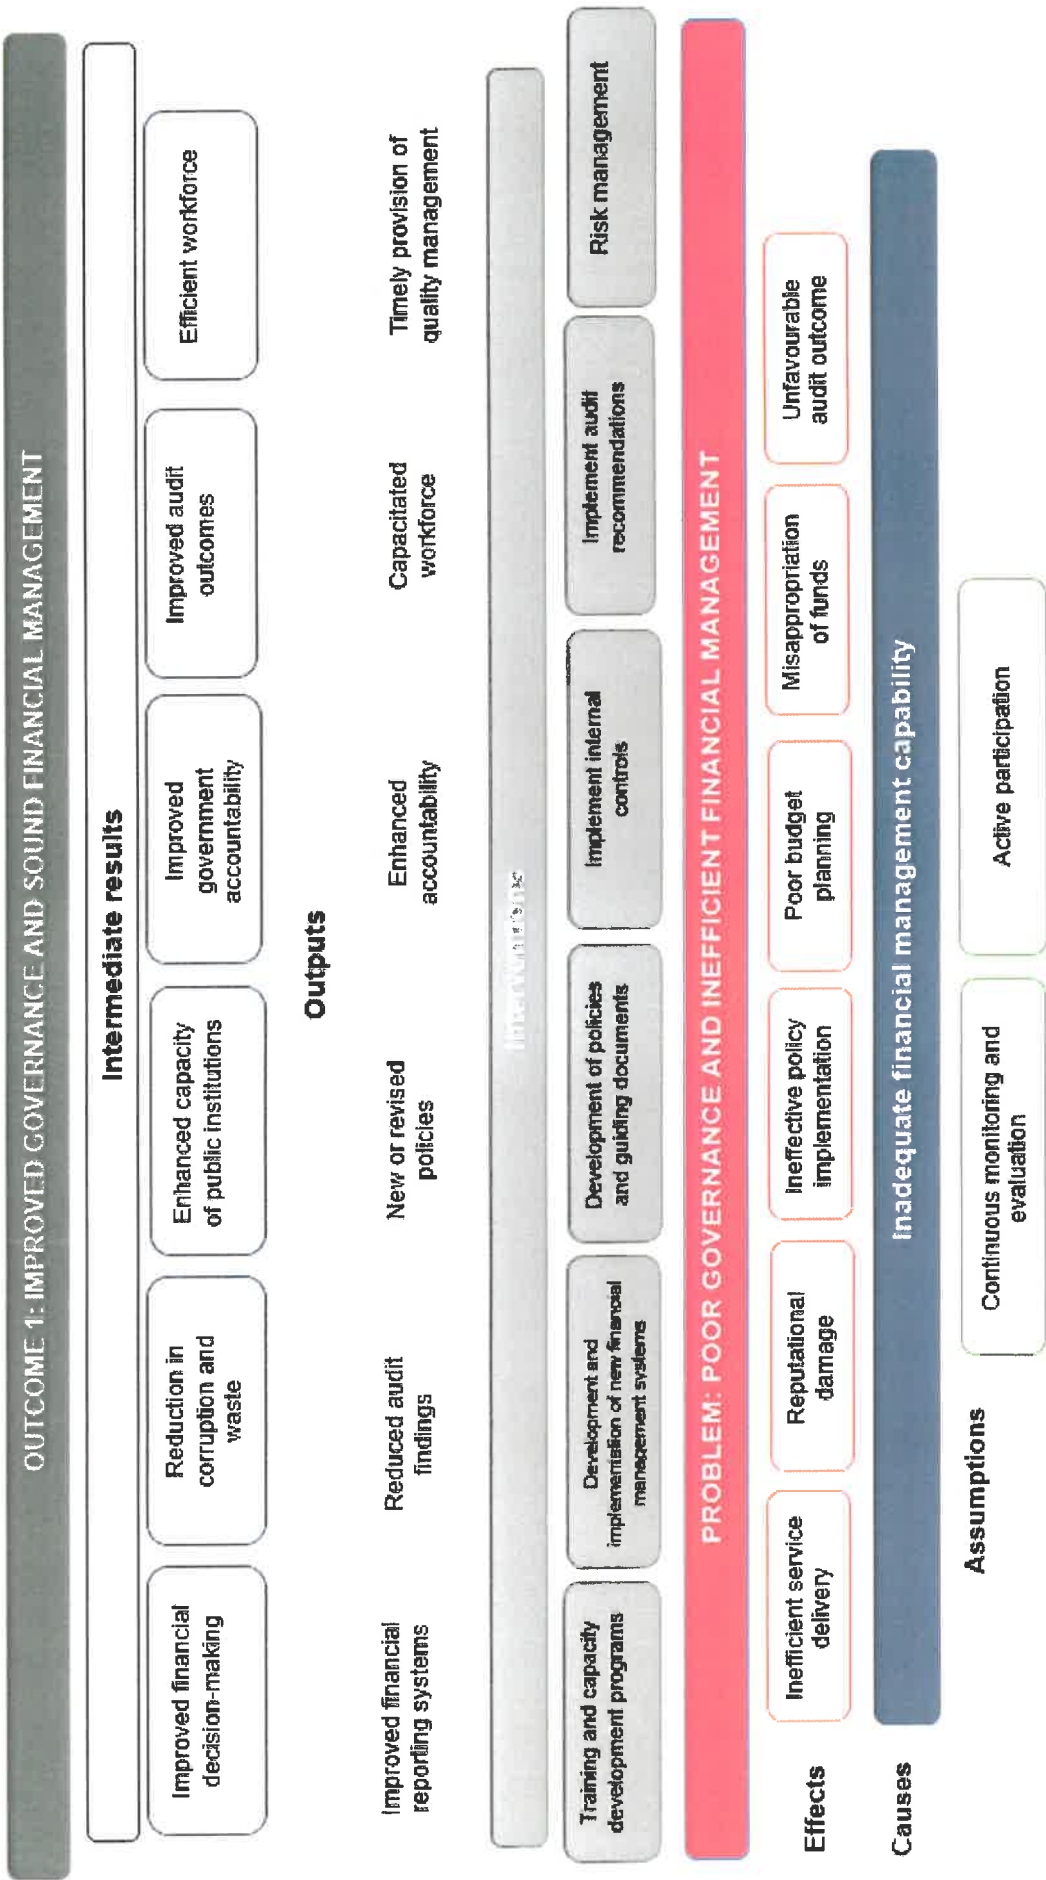 OUTCOME 1: IMPROVED GOVERNANCE AND SOUND FINANCIAL MANAGEMENT
Intermediate results
Improved financial
decision-making
Reduction in
corruption and
waste
Enhanced capacity
of public institutions
Improved
government
accountability
Improved audit
outcomes
Efficient workforce
Outputs
Improved financial
reporting systems
Reduced audit
findings
New or revised
policies
Enhanced
accountability
Capacitated
workforce
Timely provision of
quality management
Interventions
Training and capacity
development programs
Development and
implementation of new financial
management systems
Development of policies
and guiding documents
Implement internal
controls
Implement audit
recommendations
Risk management
PROBLEM: POOR GOVERNANCE AND INEFFICIENT FINANCIAL MANAGEMENT
Effects
Inefficient service
delivery
Reputational
damage
Ineffective policy
implementation
Poor budget
planning
Misappropriation
of funds
Unfavourable
audit outcome
Causes
Inadequate financial management capability
Assumptions
Continuous monitoring and
evaluation
Active participation